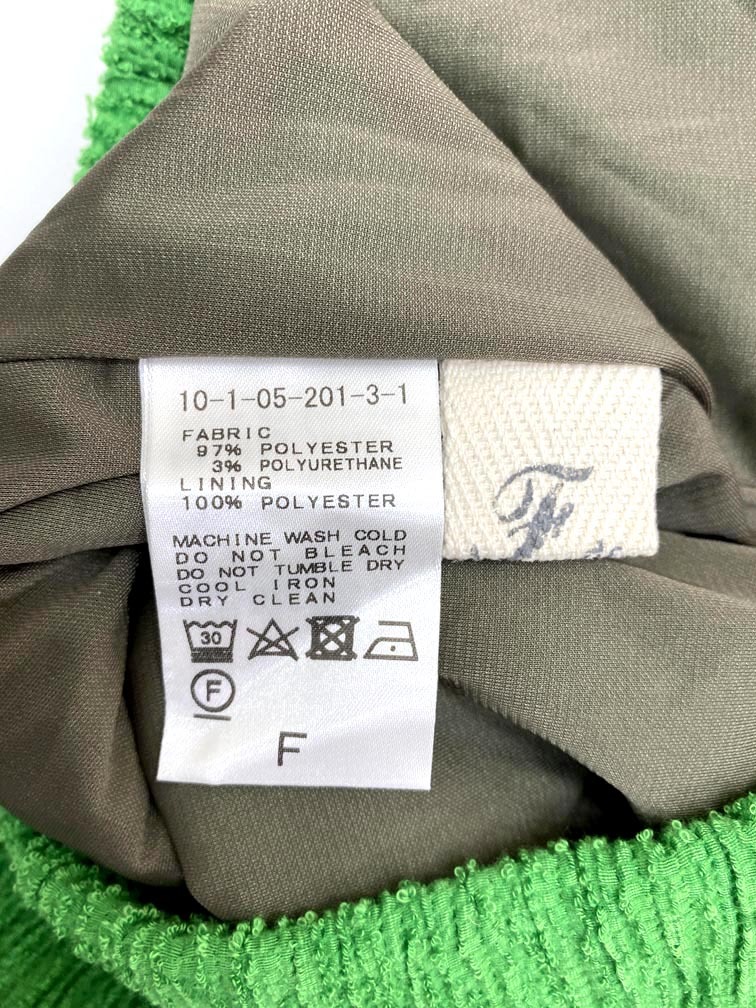 10-1-05-201-3-1
FABRIC
97% POLYESTER
3% POLYURETHANE
LINING
100% POLYESTER
MACHINE WASH COLD
DO NOT BLEACH
DO NOT TUMBLE DRY
COOL IRON
DRY CLEAN
30
F
F
F